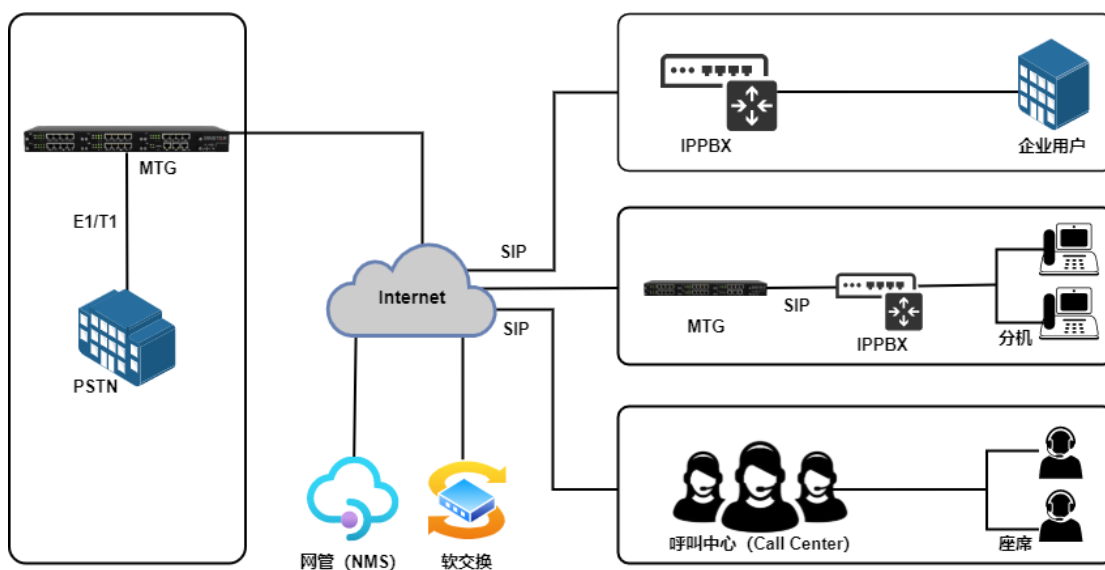 MTG
E1/T1
PSTN
Internet
SIP
SIP
网管（NMS）
软交换
IPPBX
企业用户
MTG
SIP
IPPBX
分机
呼叫中心（Call Center）
座席